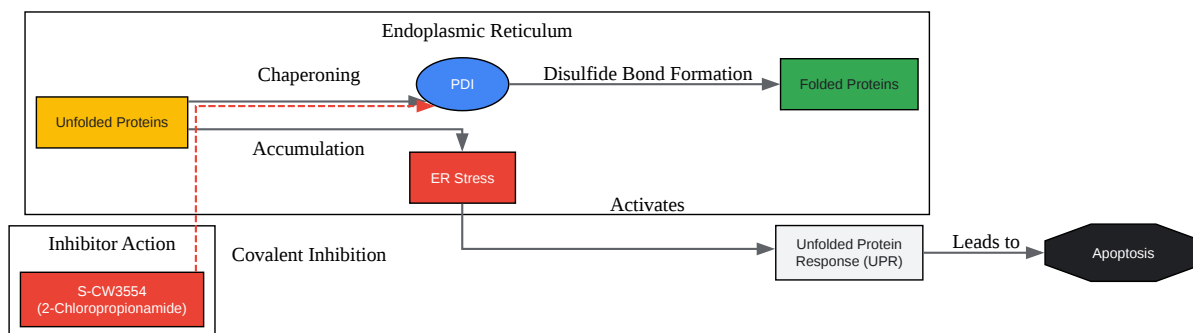 Endoplasmic Reticulum
Chaperoning
PDI
Disulfide Bond Formation
Folded Proteins
Unfolded Proteins
Accumulation
ER Stress
Activates
Inhibitor Action
Covalent Inhibition
S-CW3554
(2-Chloropropionamide)
Unfolded Protein
Response (UPR)
Leads to
Apoptosis